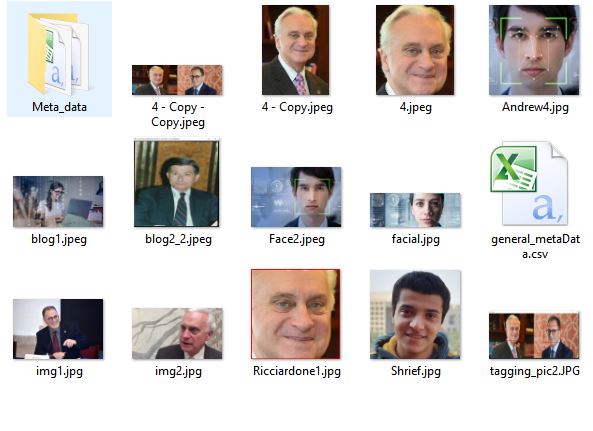 Meta_data
4 - Copy -
Copy.jpeg
4 - Copy.jpeg
4.jpeg
Andrew4.jpg
blog1.jpeg
blog2_2.jpeg
Face2.jpeg
facial.jpg
general_metaDat
a.csv
img1.jpg
img2.jpg
Ricciardone1.jpg
Shrief.jpg
tagging_pic2.JPG